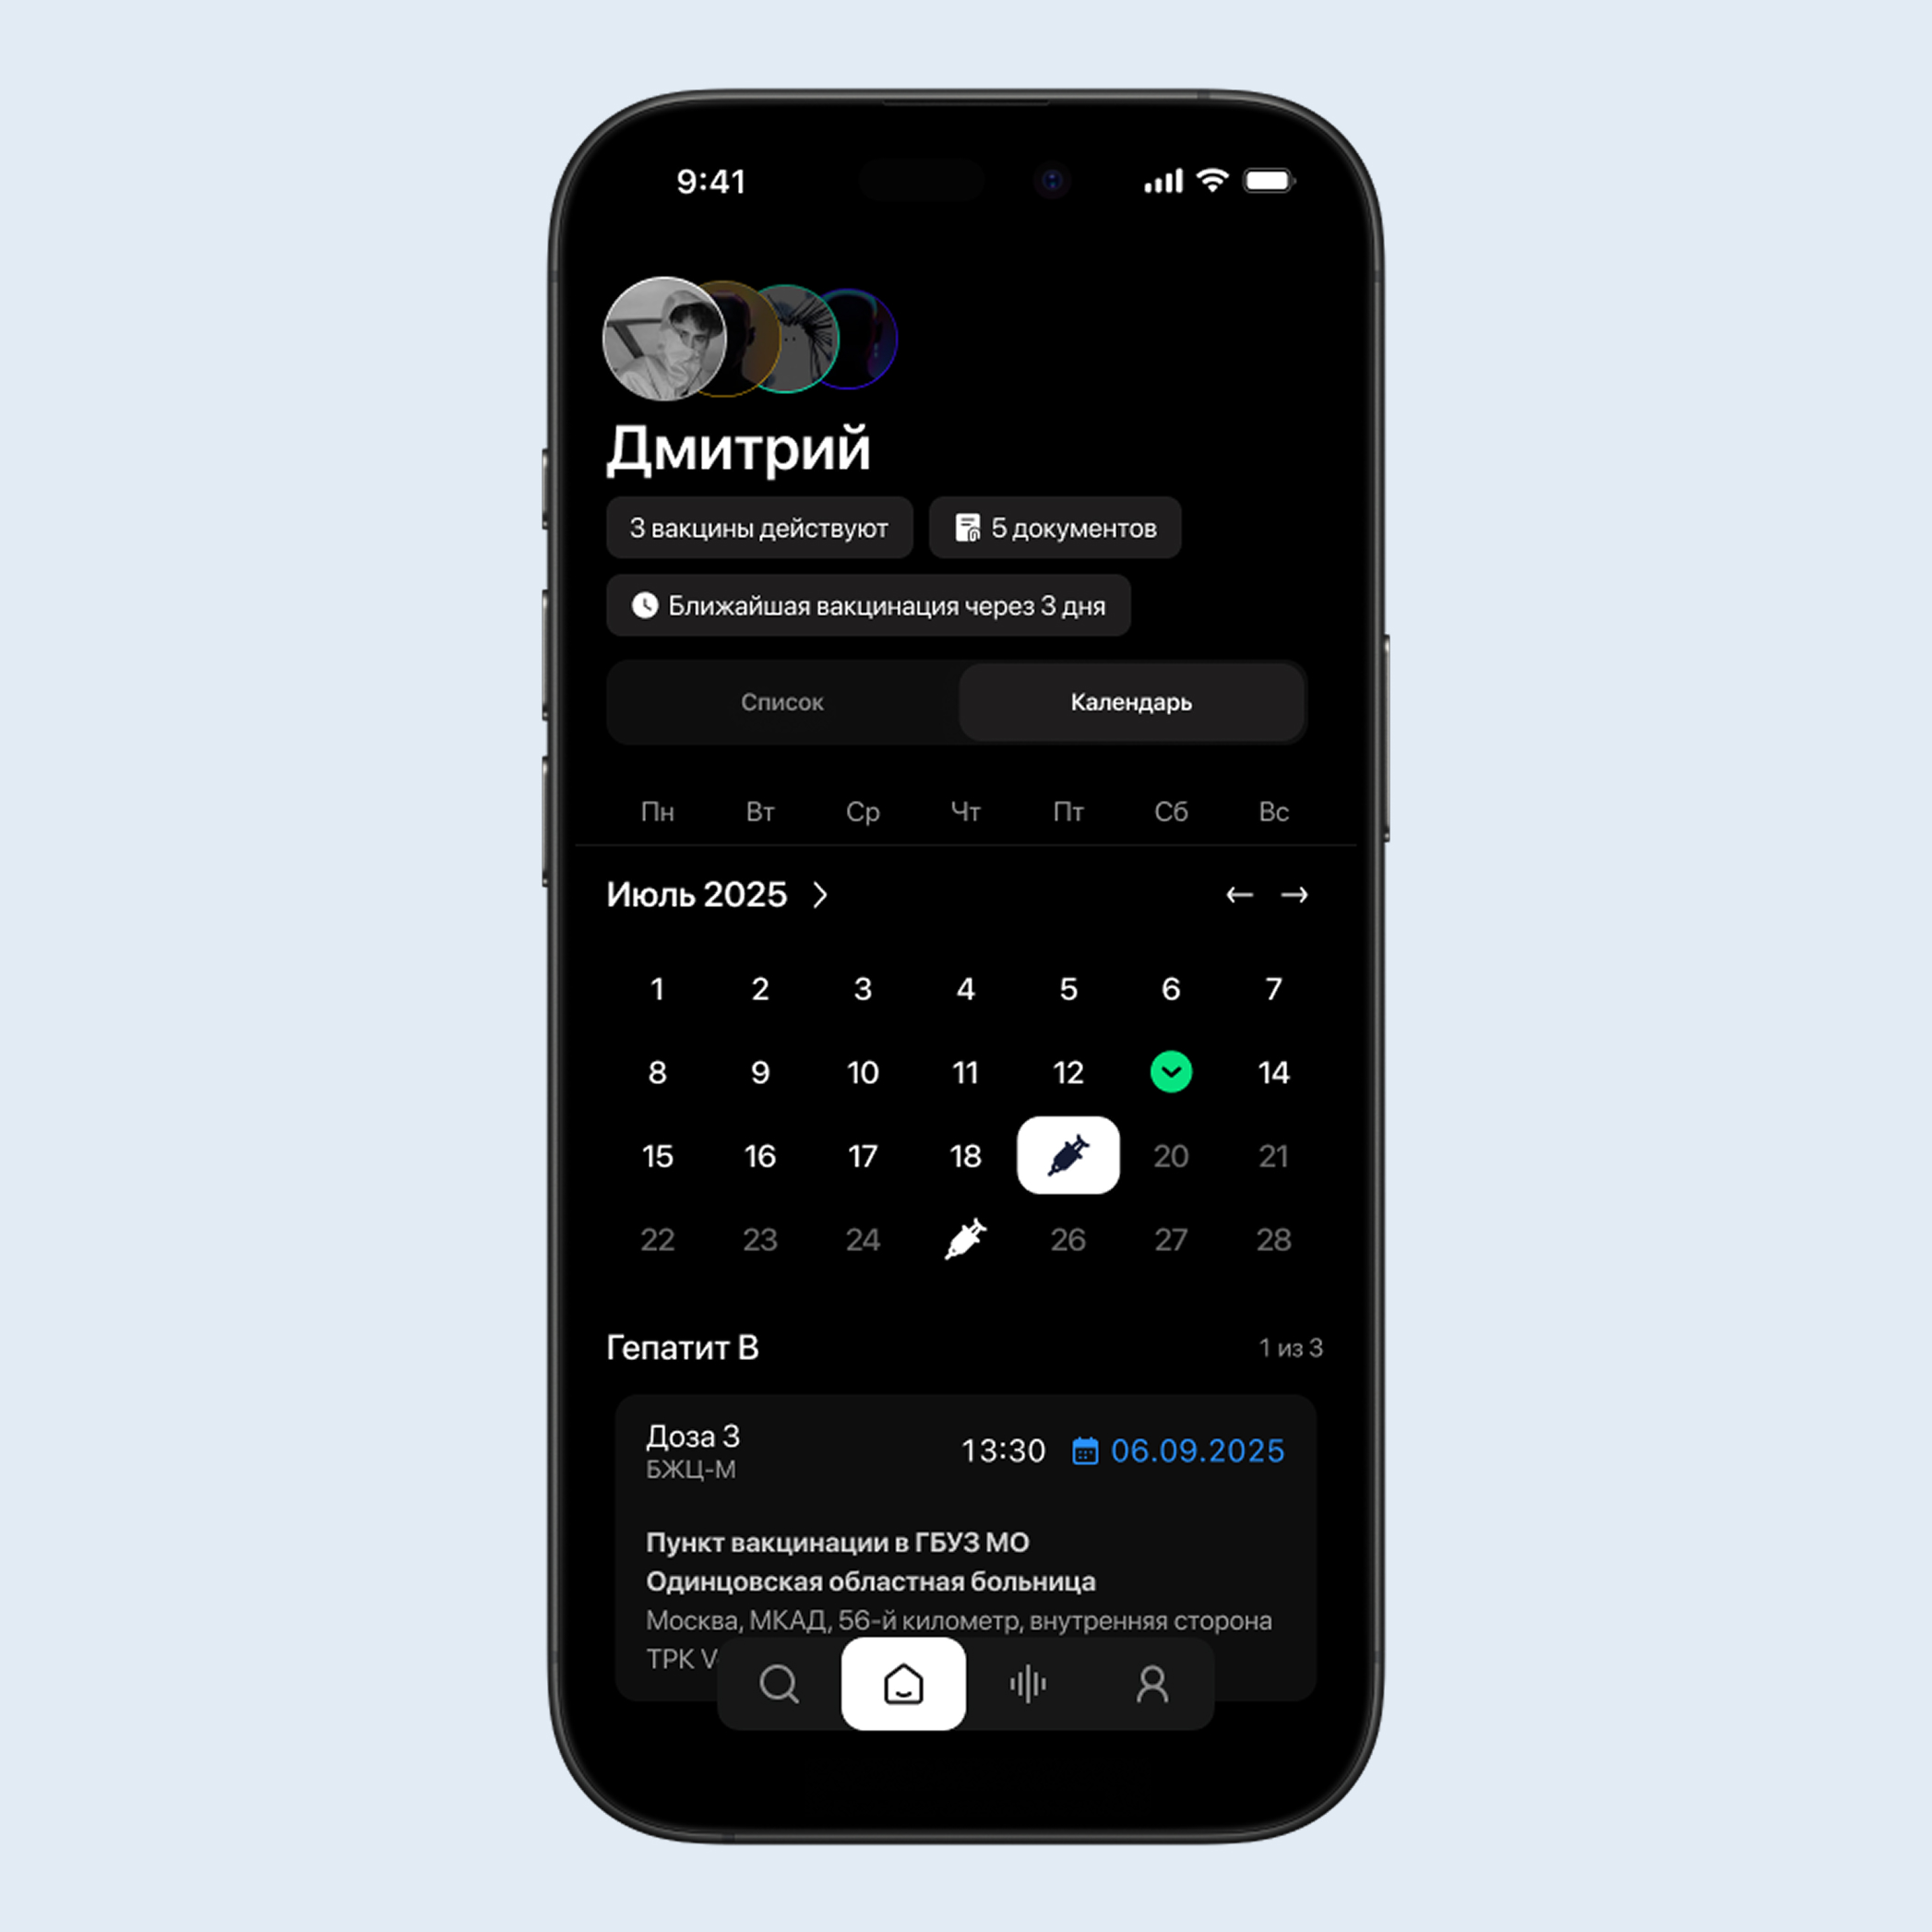 9:41
Дмитрий
3 вакцины действуют
5 документов
Ближайшая вакцинация через 3 дня
Список Календарь
Пн Вт Ср Чт Пт Сб Вс
Июль 2025
1 2 3 4 5 6 7
8 9 10 11 12 14
15 16 17 18 20 21
22 23 24 26 27 28
Гепатит В 1 из 3
Доза 3
БЖЦ-М
13:30 06.09.2025
Пункт вакцинации в ГБУЗ МО
Одинцовская областная больница
Москва, МКАД, 56-й километр, внутренняя сторона
ТРК